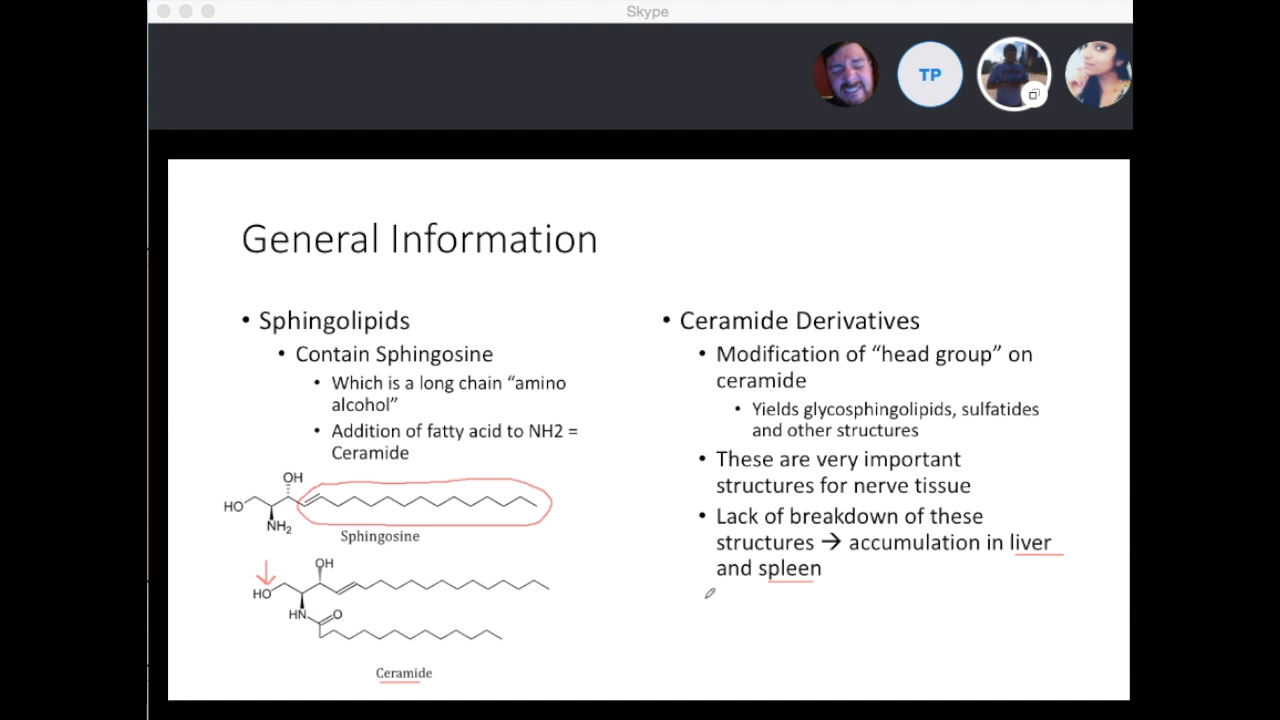 Skype
TP
General Information
• Sphingolipids
• Contain Sphingosine
• Which is a long chain “amino
alcohol”
• Addition of fatty acid to NH2 =
Ceramide
OH
HO
NH2
Sphingosine
OH
HO
HN
O
Ceramide
• Ceramide Derivatives
• Modification of “head group” on
ceramide
• Yields glycosphingolipids, sulfatides
and other structures
• These are very important
structures for nerve tissue
• Lack of breakdown of these
structures → accumulation in liver
and spleen